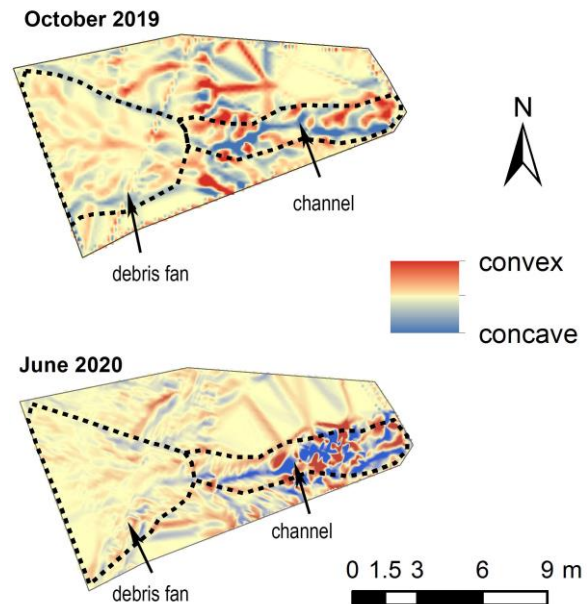 October 2019
N
channel
debris fan
convex
concave
June 2020
channel
debris fan
0 1.5 3 6 9 m